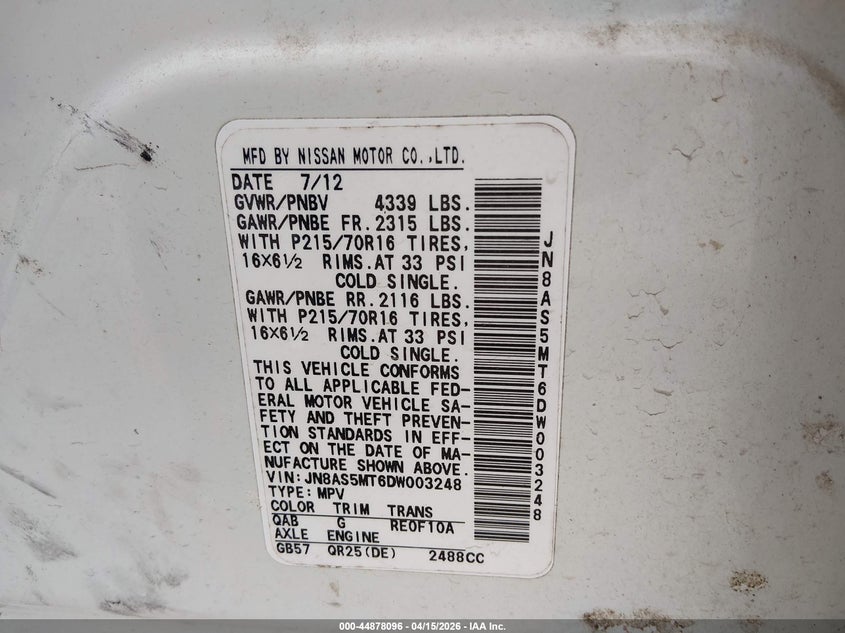 MFD BY NISSAN MOTOR CO.,LTD.
DATE 7/12
GVWR/PNBV 4339 LBS.
GAWR/PNBE FR.2315 LBS.
WITH P215/70R16 TIRES,
16X6½ RIMS.AT 33 PSI
COLD SINGLE.
GAWR/PNBE RR.2116 LBS.
WITH P215/70R16 TIRES,
16X6½ RIMS.AT 33 PSI
COLD SINGLE.
THIS VEHICLE CONFORMS
TO ALL APPLICABLE FED-
ERAL MOTOR VEHICLE SA-
FETY AND THEFT PREVEN-
TION STANDARDS IN EFF-
ECT ON THE DATE OF MA-
NUFACTURE SHOWN ABOVE.
VIN:JN8AS5MT6DW003248
TYPE:MPV
COLOR TRIM TRANS
QAB G RE0F10A
AXLE ENGINE
GB57 QR25(DE) 2488CC
JN8AS5MT6DW003248
000-44878096 - 04/15/2026 - IAA Inc.